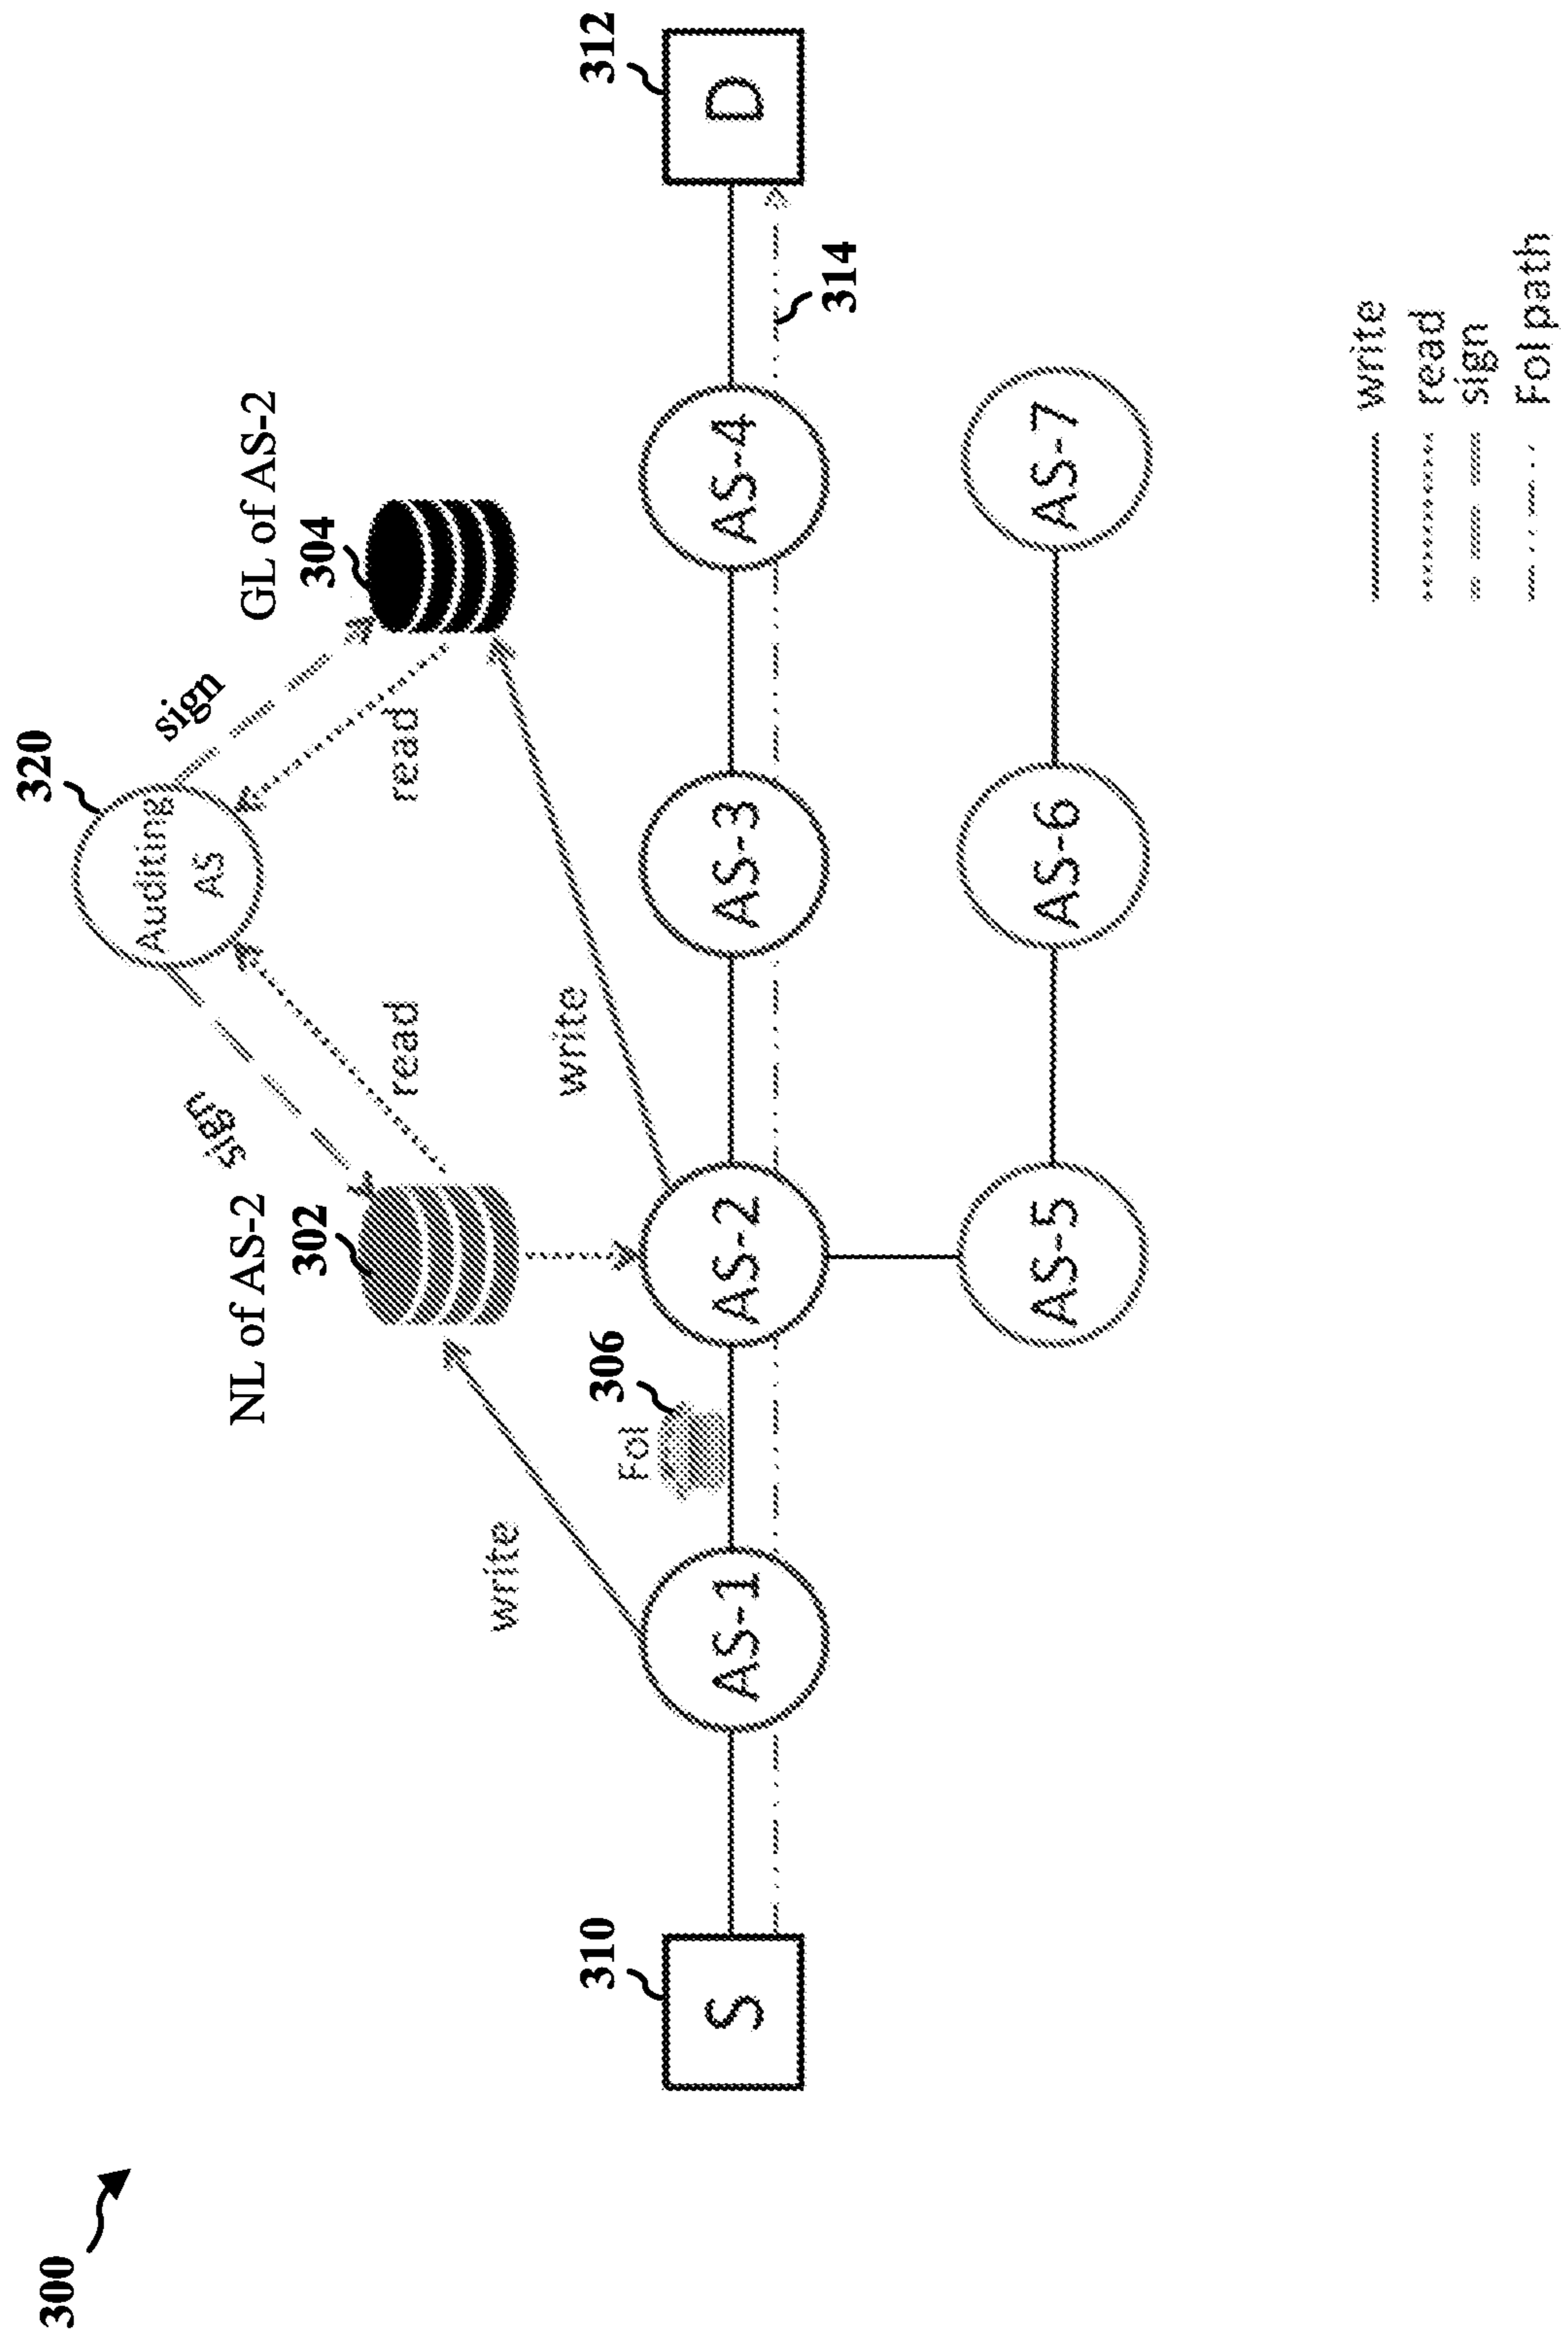 300
320
Auditing
AS
sign
sign
GL of AS-2
304
NL of AS-2
302
read
read
write
write
FoI
306
310
S
AS-1
AS-2
AS-3
AS-4
312
D
314
AS-5
AS-6
AS-7
write
read
sign
FoI path